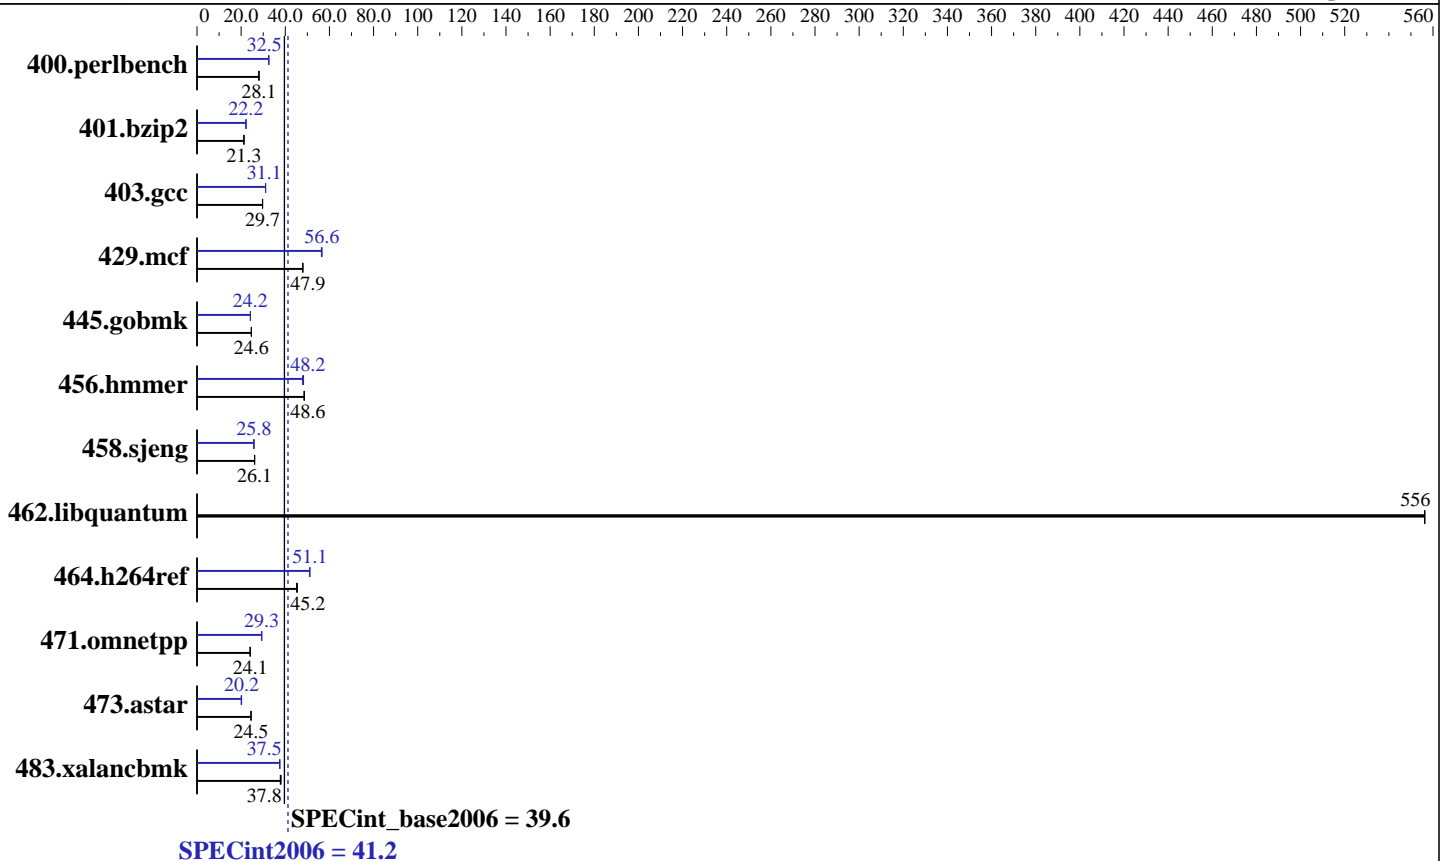 0 20.0 40.0 60.0 80.0 100 120 140 160 180 200 220 240 260 280 300 320 340 360 380 400 420 440 460 480 500 520 560
32.5
400.perlbench
28.1
22.2
401.bzip2
21.3
31.1
403.gcc
29.7
56.6
429.mcf
47.9
24.2
445.gobmk
24.6
48.2
456.hmmer
48.6
25.8
458.sjeng
26.1
556
462.libquantum
51.1
464.h264ref
45.2
29.3
471.omnetpp
24.1
20.2
473.astar
24.5
37.5
483.xalancbmk
37.8
SPECint_base2006 = 39.6
SPECint2006 = 41.2